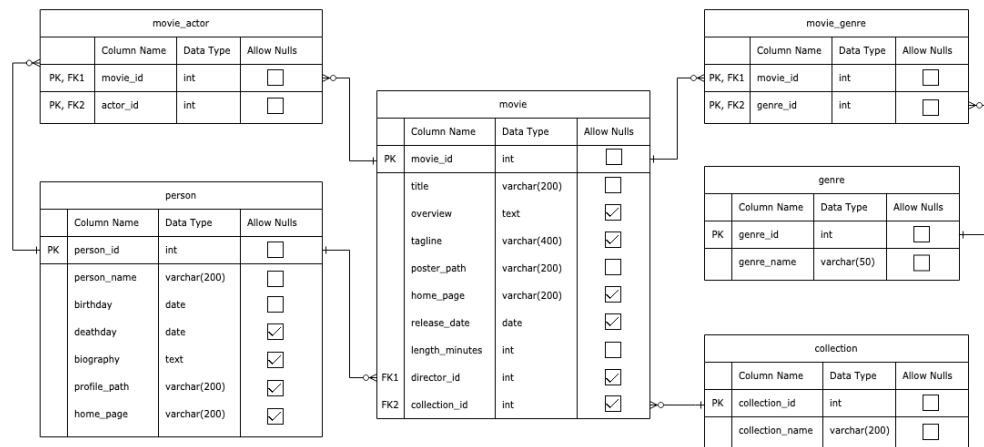 movie_actor
Column Name Data Type Allow Nulls
PK, FK1 movie_id int
PK, FK2 actor_id int
person
Column Name Data Type Allow Nulls
PK person_id int
person_name varchar(200)
birthday date
deathday date
biography text
profile_path varchar(200)
home_page varchar(200)
movie
Column Name Data Type Allow Nulls
PK movie_id int
title varchar(200)
overview text
tagline varchar(400)
poster_path varchar(200)
home_page varchar(200)
release_date date
length_minutes int
FK1 director_id int
FK2 collection_id int
movie_genre
Column Name Data Type Allow Nulls
PK, FK1 movie_id int
PK, FK2 genre_id int
genre
Column Name Data Type Allow Nulls
PK genre_id int
genre_name varchar(50)
collection
Column Name Data Type Allow Nulls
PK collection_id int
collection_name varchar(200)